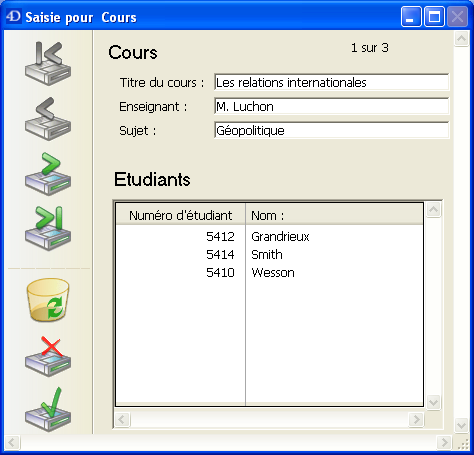 4D Saisie pour Cours
Cours 1 sur 3
Titre du cours : Les relations internationales
Enseignant : M. Luchon
Sujet : Géopolitique
Etudiants
Numéro d'étudiant Nom :
5412 Grandrieux
5414 Smith
5410 Wesson